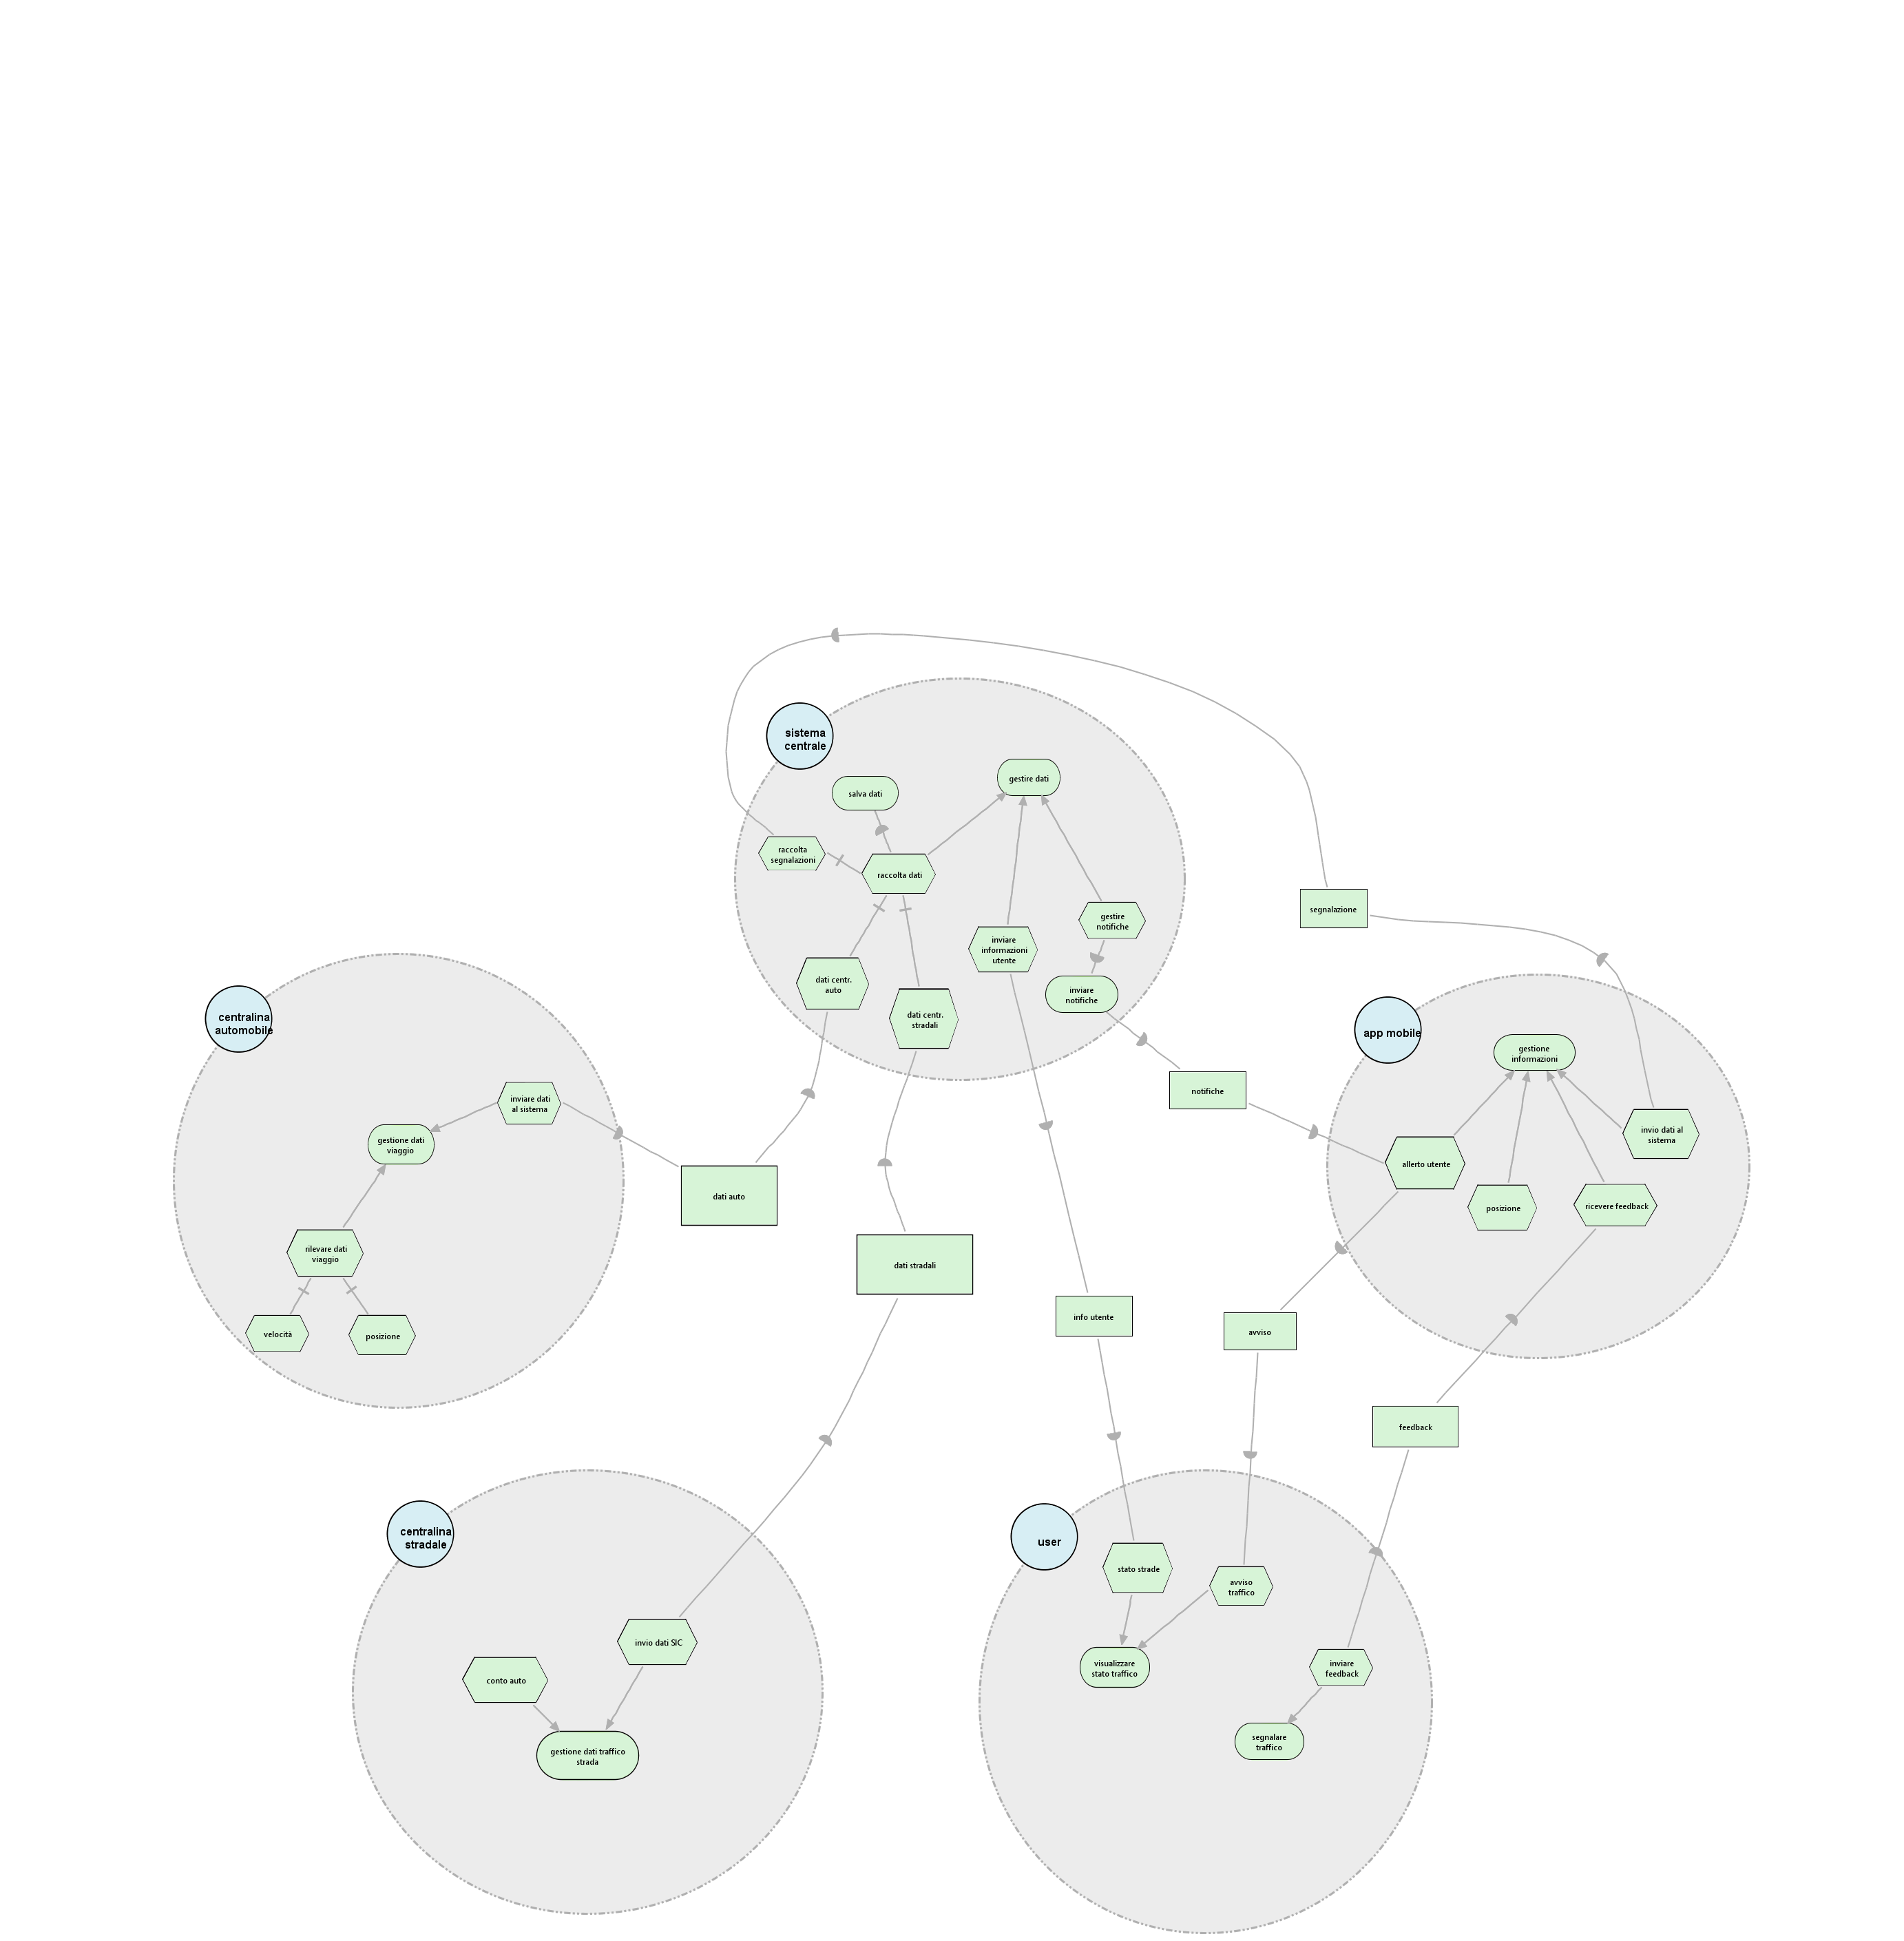 sistema
centrale
gestire dati
salva dati
raccolta
segnalazioni
raccolta dati
segnalazione
gestire
notifiche
inviare
informazioni
utente
dati centr.
auto
inviare
notifiche
dati centr.
stradali
centralina
automobile
app mobile
gestione
informazioni
notifiche
inviare dati
al sistema
invio dati al
sistema
gestione dati
viaggio
allerto utente
dati auto
posizione
ricevere feedback
rilevare dati
viaggio
dati stradali
info utente
avviso
velocità
posizione
feedback
centralina
stradale
user
stato strade
avviso
traffico
invio dati SIC
visualizzare
stato traffico
inviare
feedback
conto auto
segnalare
traffico
gestione dati traffico
strada